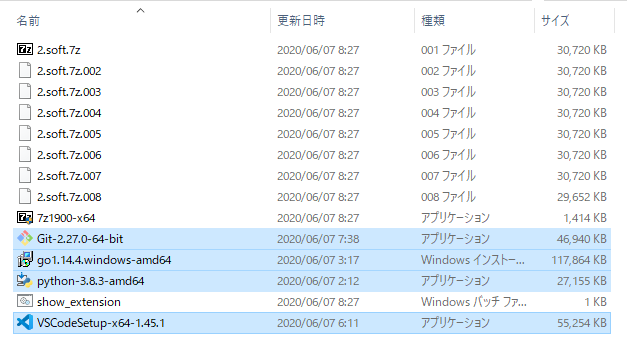 名前 更新日時 種類 サイズ
2.soft.7z 2020/06/07 8:27 001 ファイル 30,720 KB
2.soft.7z.002 2020/06/07 8:27 002 ファイル 30,720 KB
2.soft.7z.003 2020/06/07 8:27 003 ファイル 30,720 KB
2.soft.7z.004 2020/06/07 8:27 004 ファイル 30,720 KB
2.soft.7z.005 2020/06/07 8:27 005 ファイル 30,720 KB
2.soft.7z.006 2020/06/07 8:27 006 ファイル 30,720 KB
2.soft.7z.007 2020/06/07 8:27 007 ファイル 30,720 KB
2.soft.7z.008 2020/06/07 8:27 008 ファイル 29,652 KB
7z1900-x64 2020/06/07 8:27 アプリケーション 1,414 KB
Git-2.27.0-64-bit 2020/06/07 7:38 アプリケーション 46,940 KB
go1.14.4.windows-amd64 2020/06/07 3:17 Windows インストー... 117,864 KB
python-3.8.3-amd64 2020/06/07 2:12 アプリケーション 27,155 KB
show_extension 2020/06/07 8:27 Windows バッチ ファ... 1 KB
VSCodeSetup-x64-1.45.1 2020/06/07 6:11 アプリケーション 55,254 KB